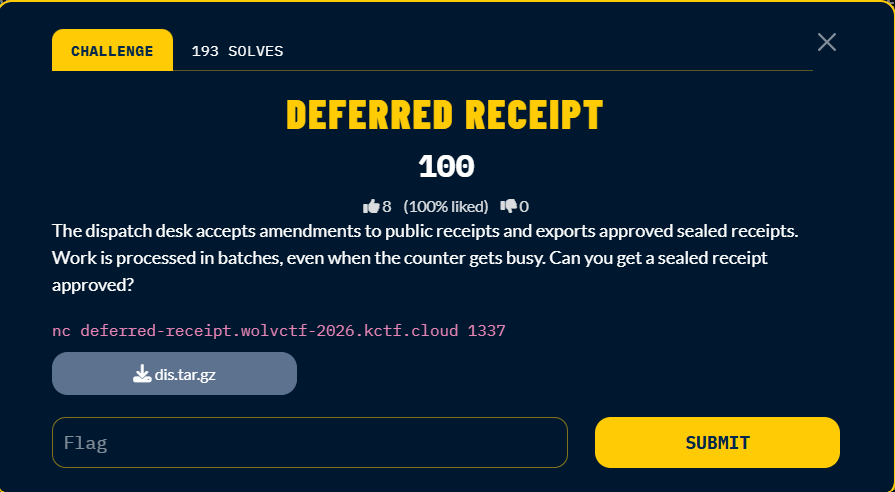 CHALLENGE
193 SOLVES
DEFERRED RECEIPT
100
8 (100% liked) 0
The dispatch desk accepts amendments to public receipts and exports approved sealed receipts.
Work is processed in batches, even when the counter gets busy. Can you get a sealed receipt
approved?
nc deferred-receipt.wolvctf-2026.kctf.cloud 1337
dis.tar.gz
Flag
SUBMIT